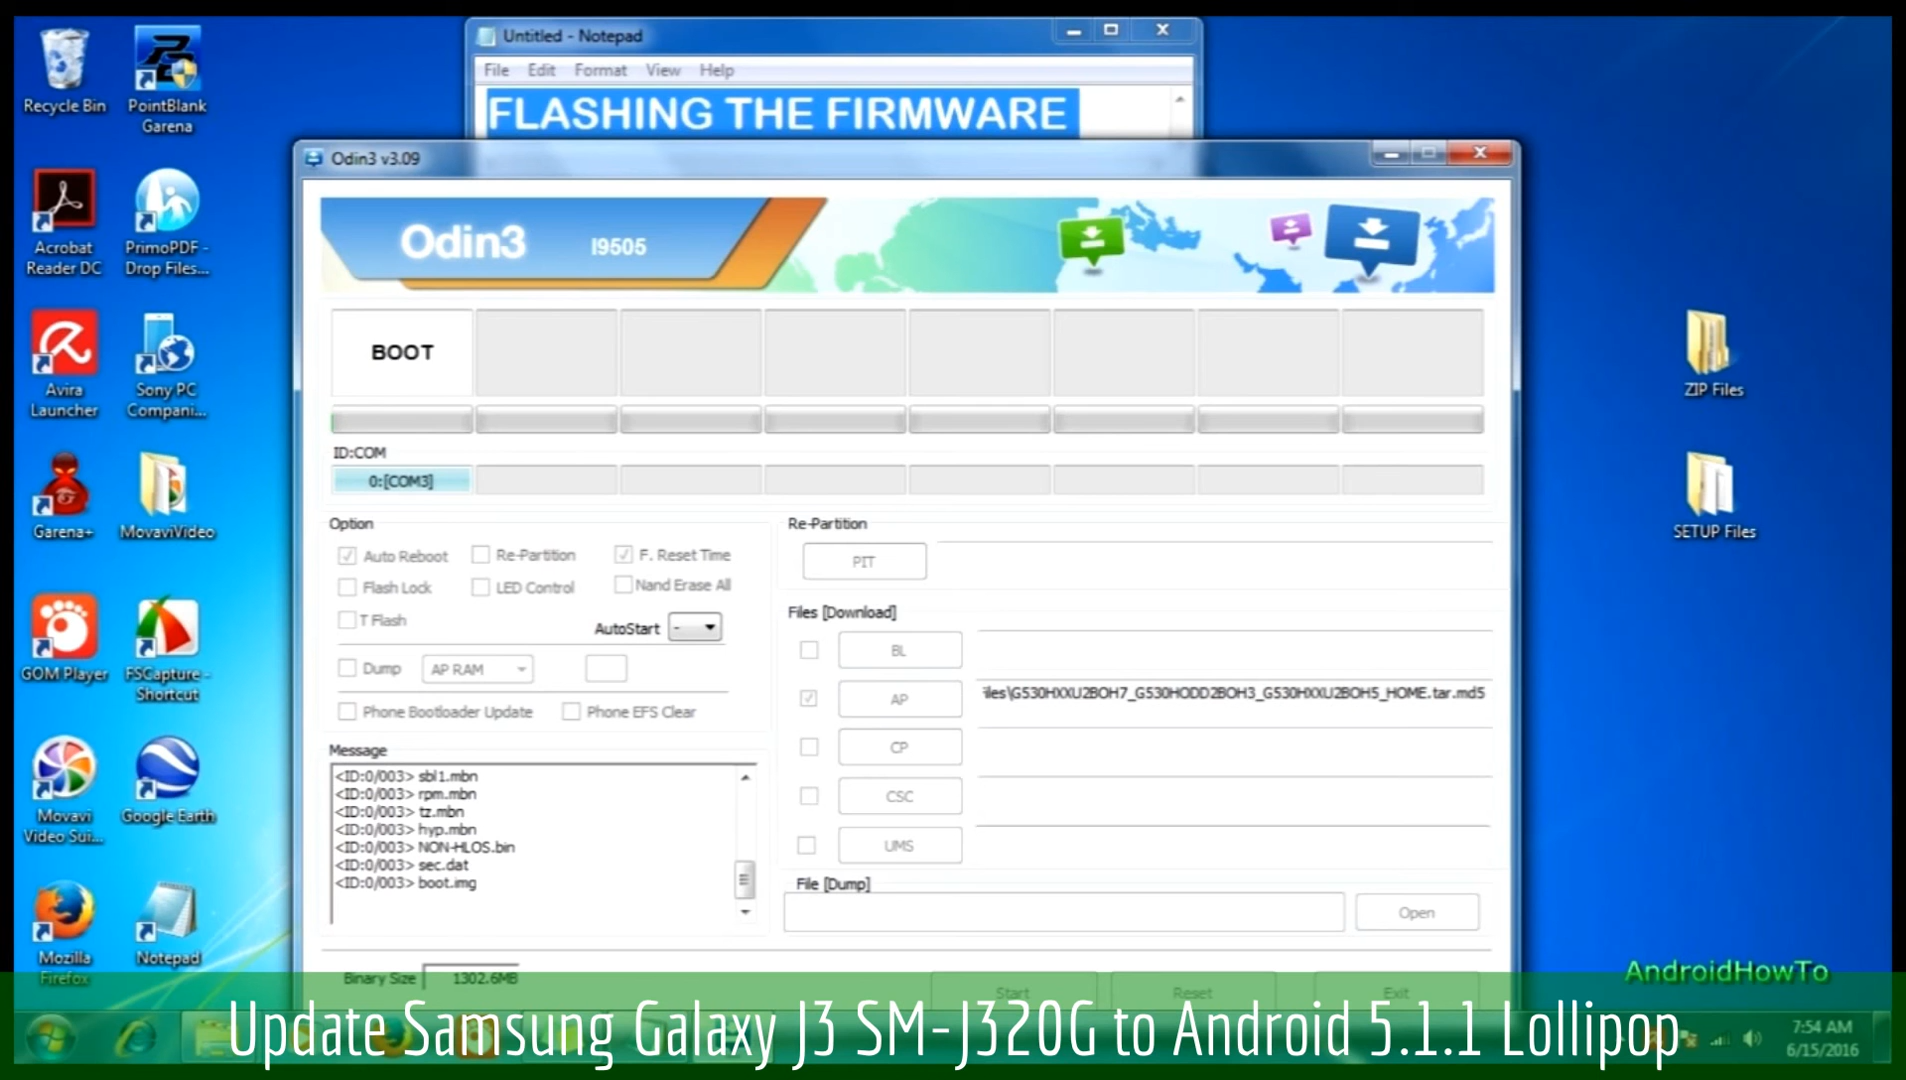 Untitled - Notepad
File Edit Format View Help
FLASHING THE FIRMWARE
Recycle Bin
PointBlank Garena
Acrobat Reader DC
PrimoPDF - Drop Files...
Avira Launcher
Sony PC Compani...
Garena+
MovaviVideo
GOM Player
FSCapture - Shortcut
Movavi Video Sui...
Google Earth
Mozilla Firefox
Notepad
Odin3 v3.09
Odin3 I9505
BOOT
ID:COM
0:[COM3]
Option
Auto Reboot Re-Partition F. Reset Time
Flash Lock LED Control Nand Erase All
T Flash
AutoStart -
Dump AP RAM
Phone Bootloader Update Phone EFS Clear
Message
<ID:0/003> sbl1.mbn
<ID:0/003> rpm.mbn
<ID:0/003> tz.mbn
<ID:0/003> hyp.mbn
<ID:0/003> NON-HLOS.bin
<ID:0/003> sec.dat
<ID:0/003> boot.img
Re-Partition
PIT
Files [Download]
BL
AP iles\G530HXXU2BOH7_G530HODD2BOH3_G530HXXU2BOH5_HOME.tar.md5
CP
CSC
UMS
File [Dump]
Open
Binary Size 1302.6MB
Start Reset Exit
ZIP Files
SETUP Files
AndroidHowTo
Update Samsung Galaxy J3 SM-J320G to Android 5.1.1 Lollipop
7:54 AM
6/15/2016